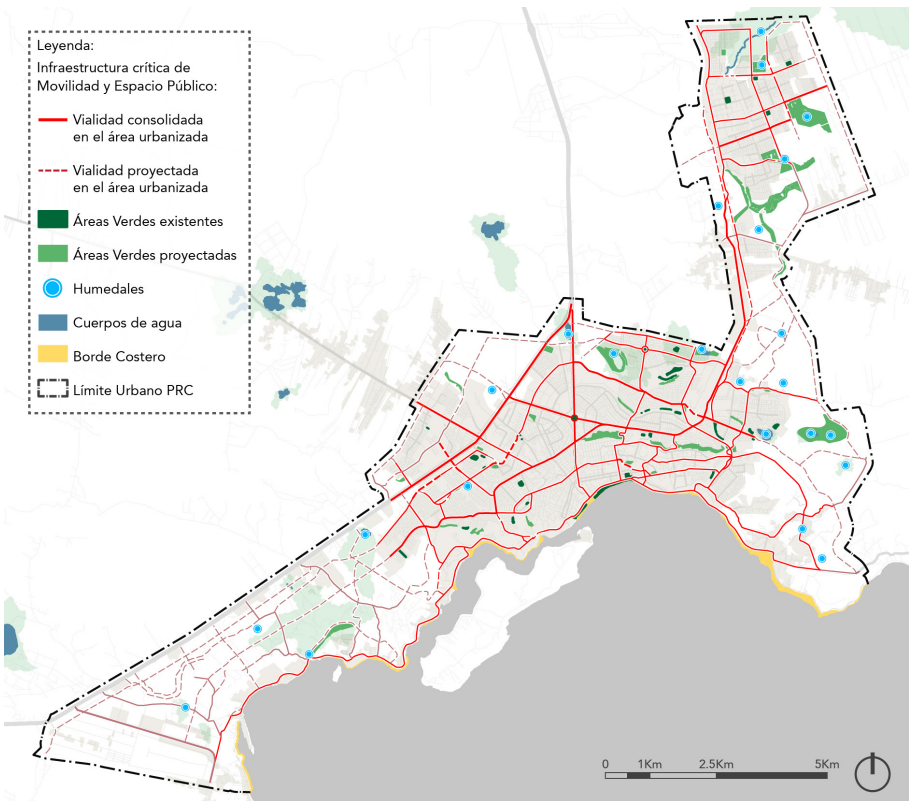 Leyenda:
Infraestructura crítica de
Movilidad y Espacio Público:
Vialidad consolidada
en el área urbanizada
Vialidad proyectada
en el área urbanizada
Áreas Verdes existentes
Áreas Verdes proyectadas
Humedales
Cuerpos de agua
Borde Costero
Límite Urbano PRC
0 1Km 2.5Km 5Km